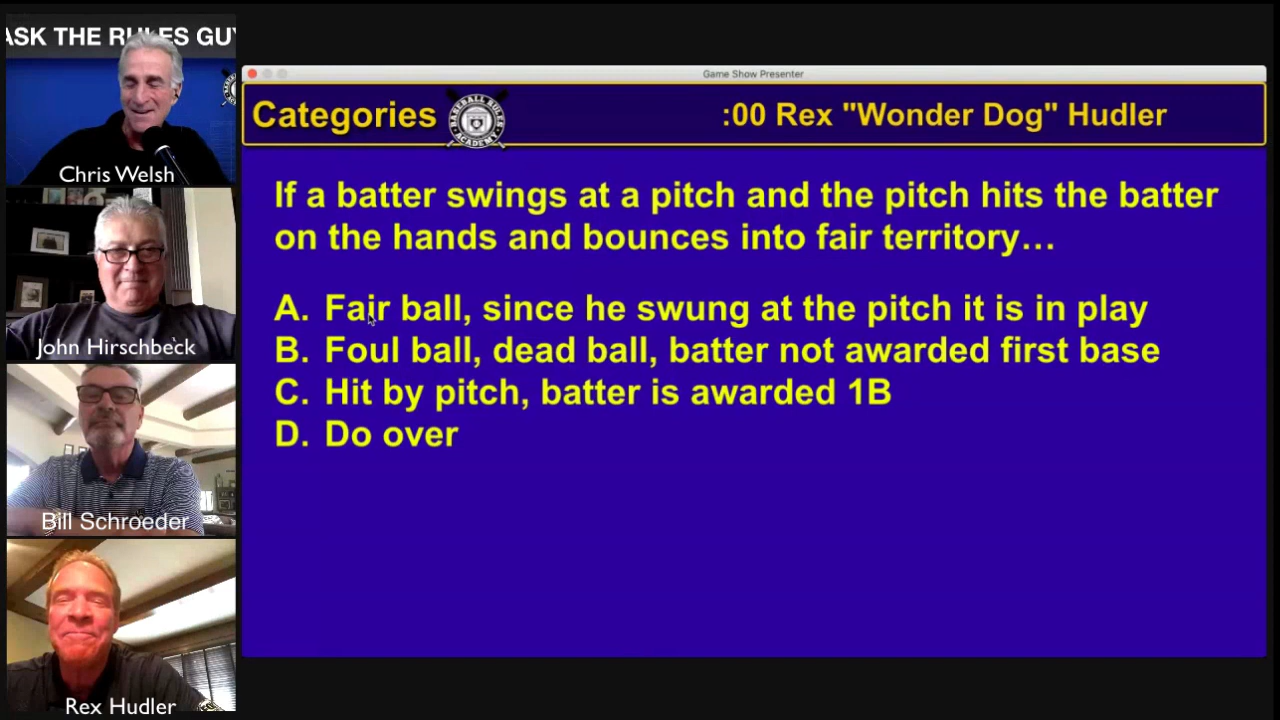 ASK THE RULES GUY
Chris Welsh
John Hirschbeck
Bill Schroeder
Rex Hudler
Game Show Presenter
Categories
BASEBALL RULES
ACADEMY
:00 Rex "Wonder Dog" Hudler
If a batter swings at a pitch and the pitch hits the batter
on the hands and bounces into fair territory…
A. Fair ball, since he swung at the pitch it is in play
B. Foul ball, dead ball, batter not awarded first base
C. Hit by pitch, batter is awarded 1B
D. Do over